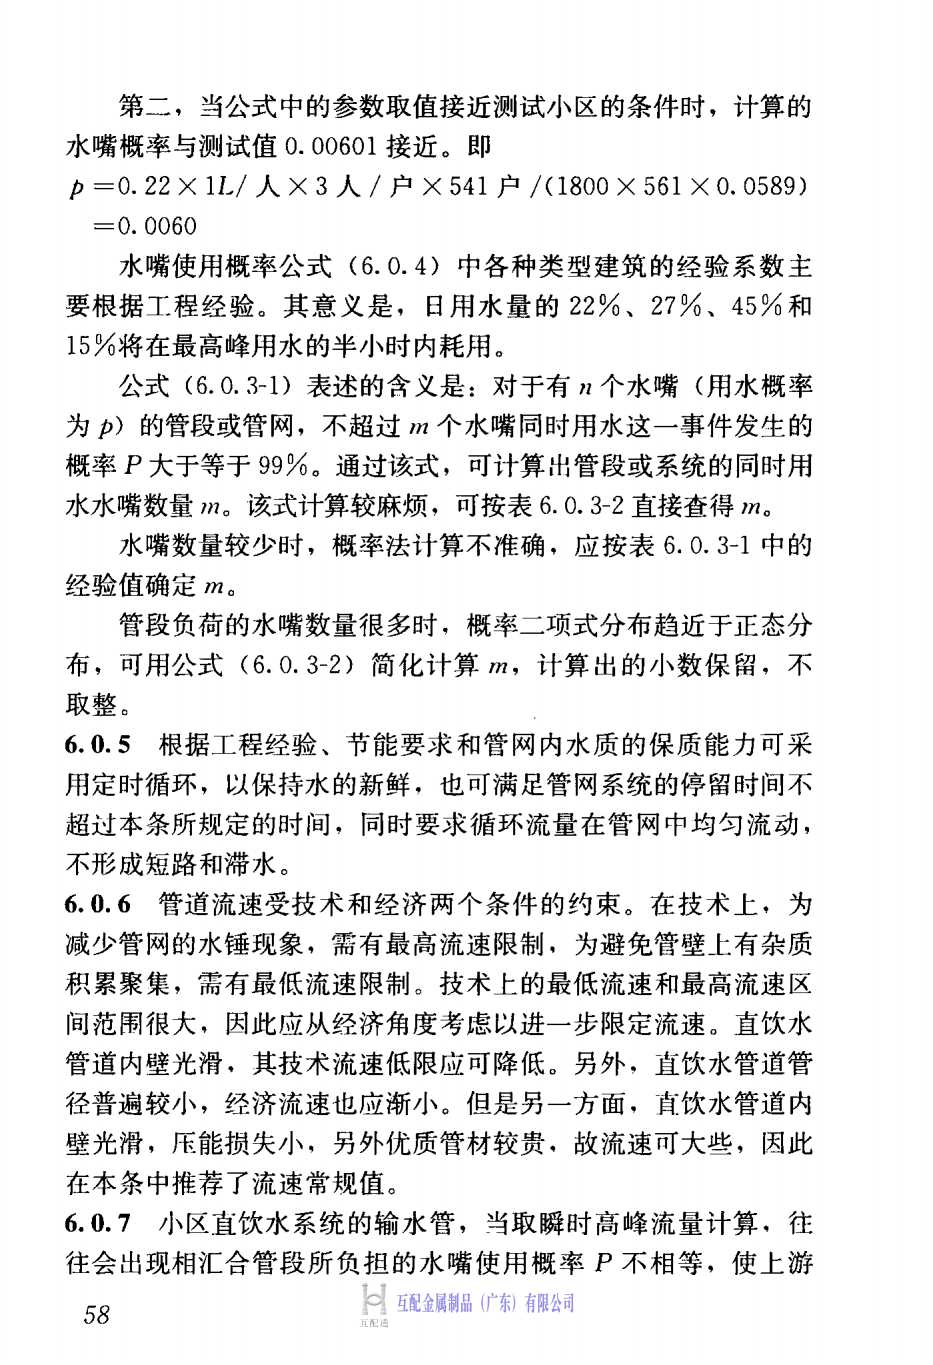 第二，当公式中的参数取值接近测试小区的条件时，计算的
水嘴概率与测试值 0.00601 接近。即
p =0.22×1L/ 人×3 人 / 户×541 户 /(1800×561×0.0589)
=0.0060
水嘴使用概率公式（6.0.4）中各种类型建筑的经验系数主
要根据工程经验。其意义是，日用水量的 22%、27%、45%和
15%将在最高峰用水的半小时内耗用。
公式（6.0.3-1）表述的含义是：对于有 n 个水嘴（用水概率
为 p）的管段或管网，不超过 m 个水嘴同时用水这一事件发生的
概率 P 大于等于 99%。通过该式，可计算出管段或系统的同时用
水水嘴数量 m。该式计算较麻烦，可按表 6.0.3-2 直接查得 m。
水嘴数量较少时，概率法计算不准确，应按表 6.0.3-1 中的
经验值确定 m。
管段负荷的水嘴数量很多时，概率二项式分布趋近于正态分
布，可用公式（6.0.3-2）简化计算 m，计算出的小数保留，不
取整。
6.0.5 根据工程经验、节能要求和管网内水质的保质能力可采
用定时循环，以保持水的新鲜，也可满足管网系统的停留时间不
超过本条所规定的时间，同时要求循环流量在管网中均匀流动，
不形成短路和滞水。
6.0.6 管道流速受技术和经济两个条件的约束。在技术上，为
减少管网的水锤现象，需有最高流速限制，为避免管壁上有杂质
积累聚集，需有最低流速限制。技术上的最低流速和最高流速区
间范围很大，因此应从经济角度考虑以进一步限定流速。直饮水
管道内壁光滑，其技术流速低限应可降低。另外，直饮水管道管
径普遍较小，经济流速也应渐小。但是另一方面，直饮水管道内
壁光滑，压能损失小，另外优质管材较贵，故流速可大些，因此
在本条中推荐了流速常规值。
6.0.7 小区直饮水系统的输水管，当取瞬时高峰流量计算，往
往会出现相汇合管段所负担的水嘴使用概率 P 不相等，使上游
58
互配通
互配金属制品（广东）有限公司